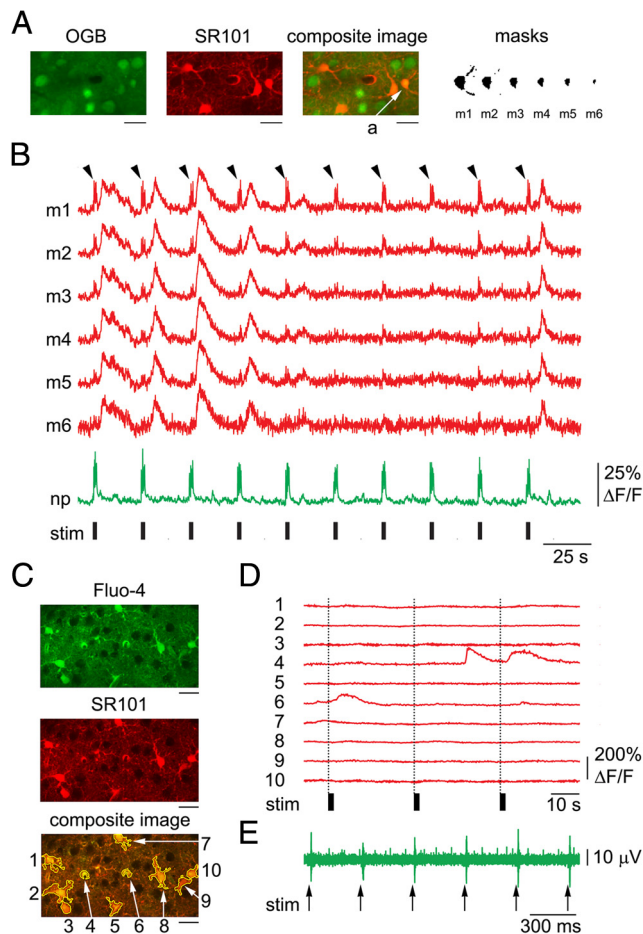 A
OGB
SR101
composite image
masks
a
m1 m2 m3 m4 m5 m6
B
m1
m2
m3
m4
m5
m6
np
25%
ΔF/F
stim
25 s
C
Fluo-4
SR101
composite image
1
2
3
4
5
6
7
8
9
10
D
1
2
3
4
5
6
7
8
9
10
200%
ΔF/F
stim
10 s
E
10 μV
stim
300 ms